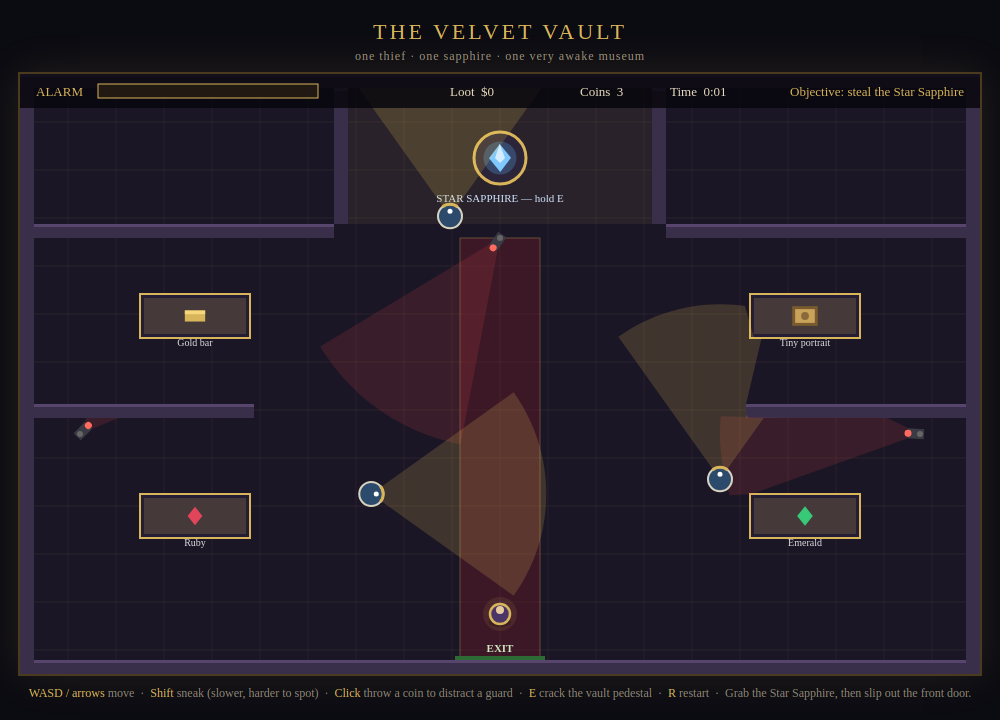 THE VELVET VAULT
one thief · one sapphire · one very awake museum
ALARM Loot $0 Coins 3 Time 0:01 Objective: steal the Star Sapphire
STAR SAPPHIRE — hold E
Gold bar
Tiny portrait
Ruby
Emerald
EXIT
WASD / arrows move · Shift sneak (slower, harder to spot) · Click throw a coin to distract a guard · E crack the vault pedestal · R restart · Grab the Star Sapphire, then slip out the front door.